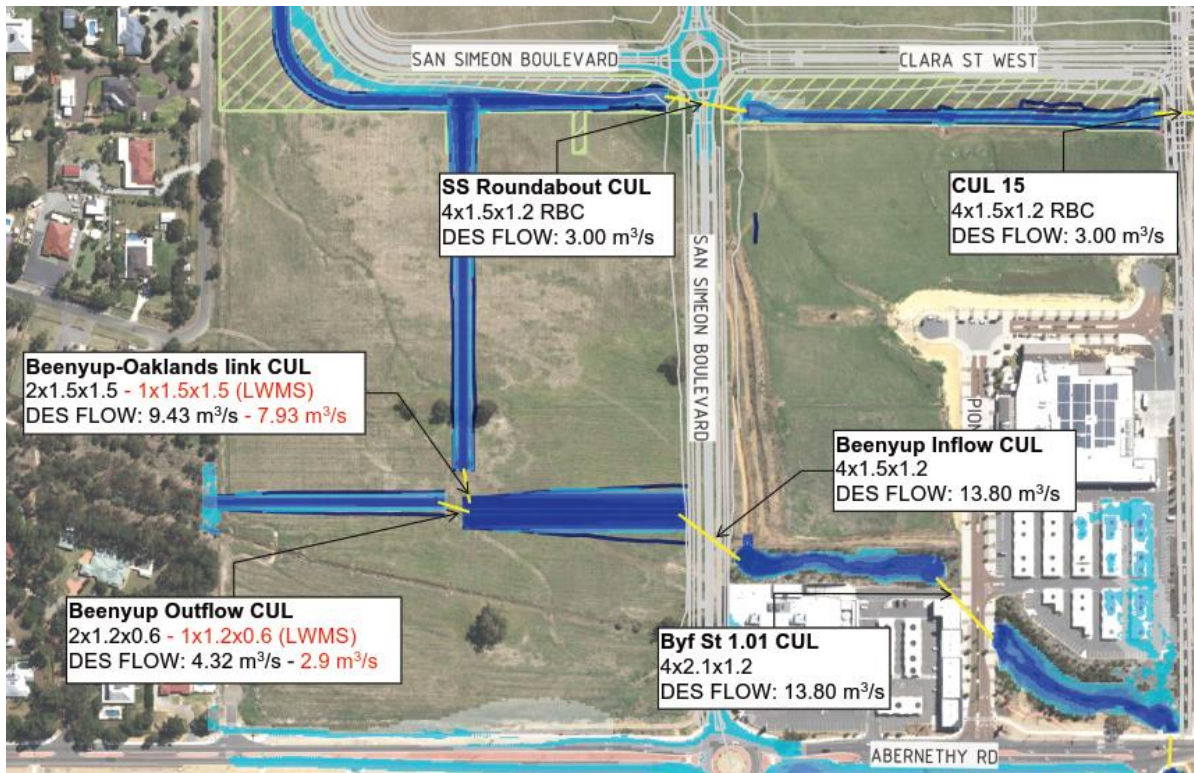 SAN SIMEON BOULEVARD
CLARA ST WEST
SS Roundabout CUL
4x1.5x1.2 RBC
DES FLOW: 3.00 m³/s
CUL 15
4x1.5x1.2 RBC
DES FLOW: 3.00 m³/s
SAN SIMEON BOULEVARD
Beenyup-Oaklands link CUL
2x1.5x1.5 - 1x1.5x1.5 (LWMS)
DES FLOW: 9.43 m³/s - 7.93 m³/s
PION
Beenyup Inflow CUL
4x1.5x1.2
DES FLOW: 13.80 m³/s
Beenyup Outflow CUL
2x1.2x0.6 - 1x1.2x0.6 (LWMS)
DES FLOW: 4.32 m³/s - 2.9 m³/s
Byf St 1.01 CUL
4x2.1x1.2
DES FLOW: 13.80 m³/s
ABERNETHY RD